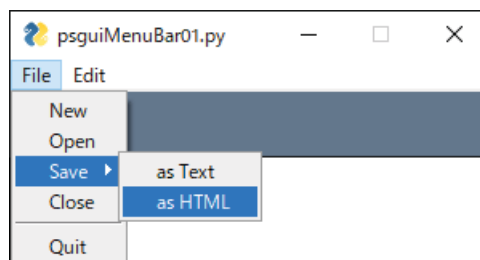 psguiMenuBar01.py
File Edit
New
Open
Save
as Text
Close
as HTML
Quit